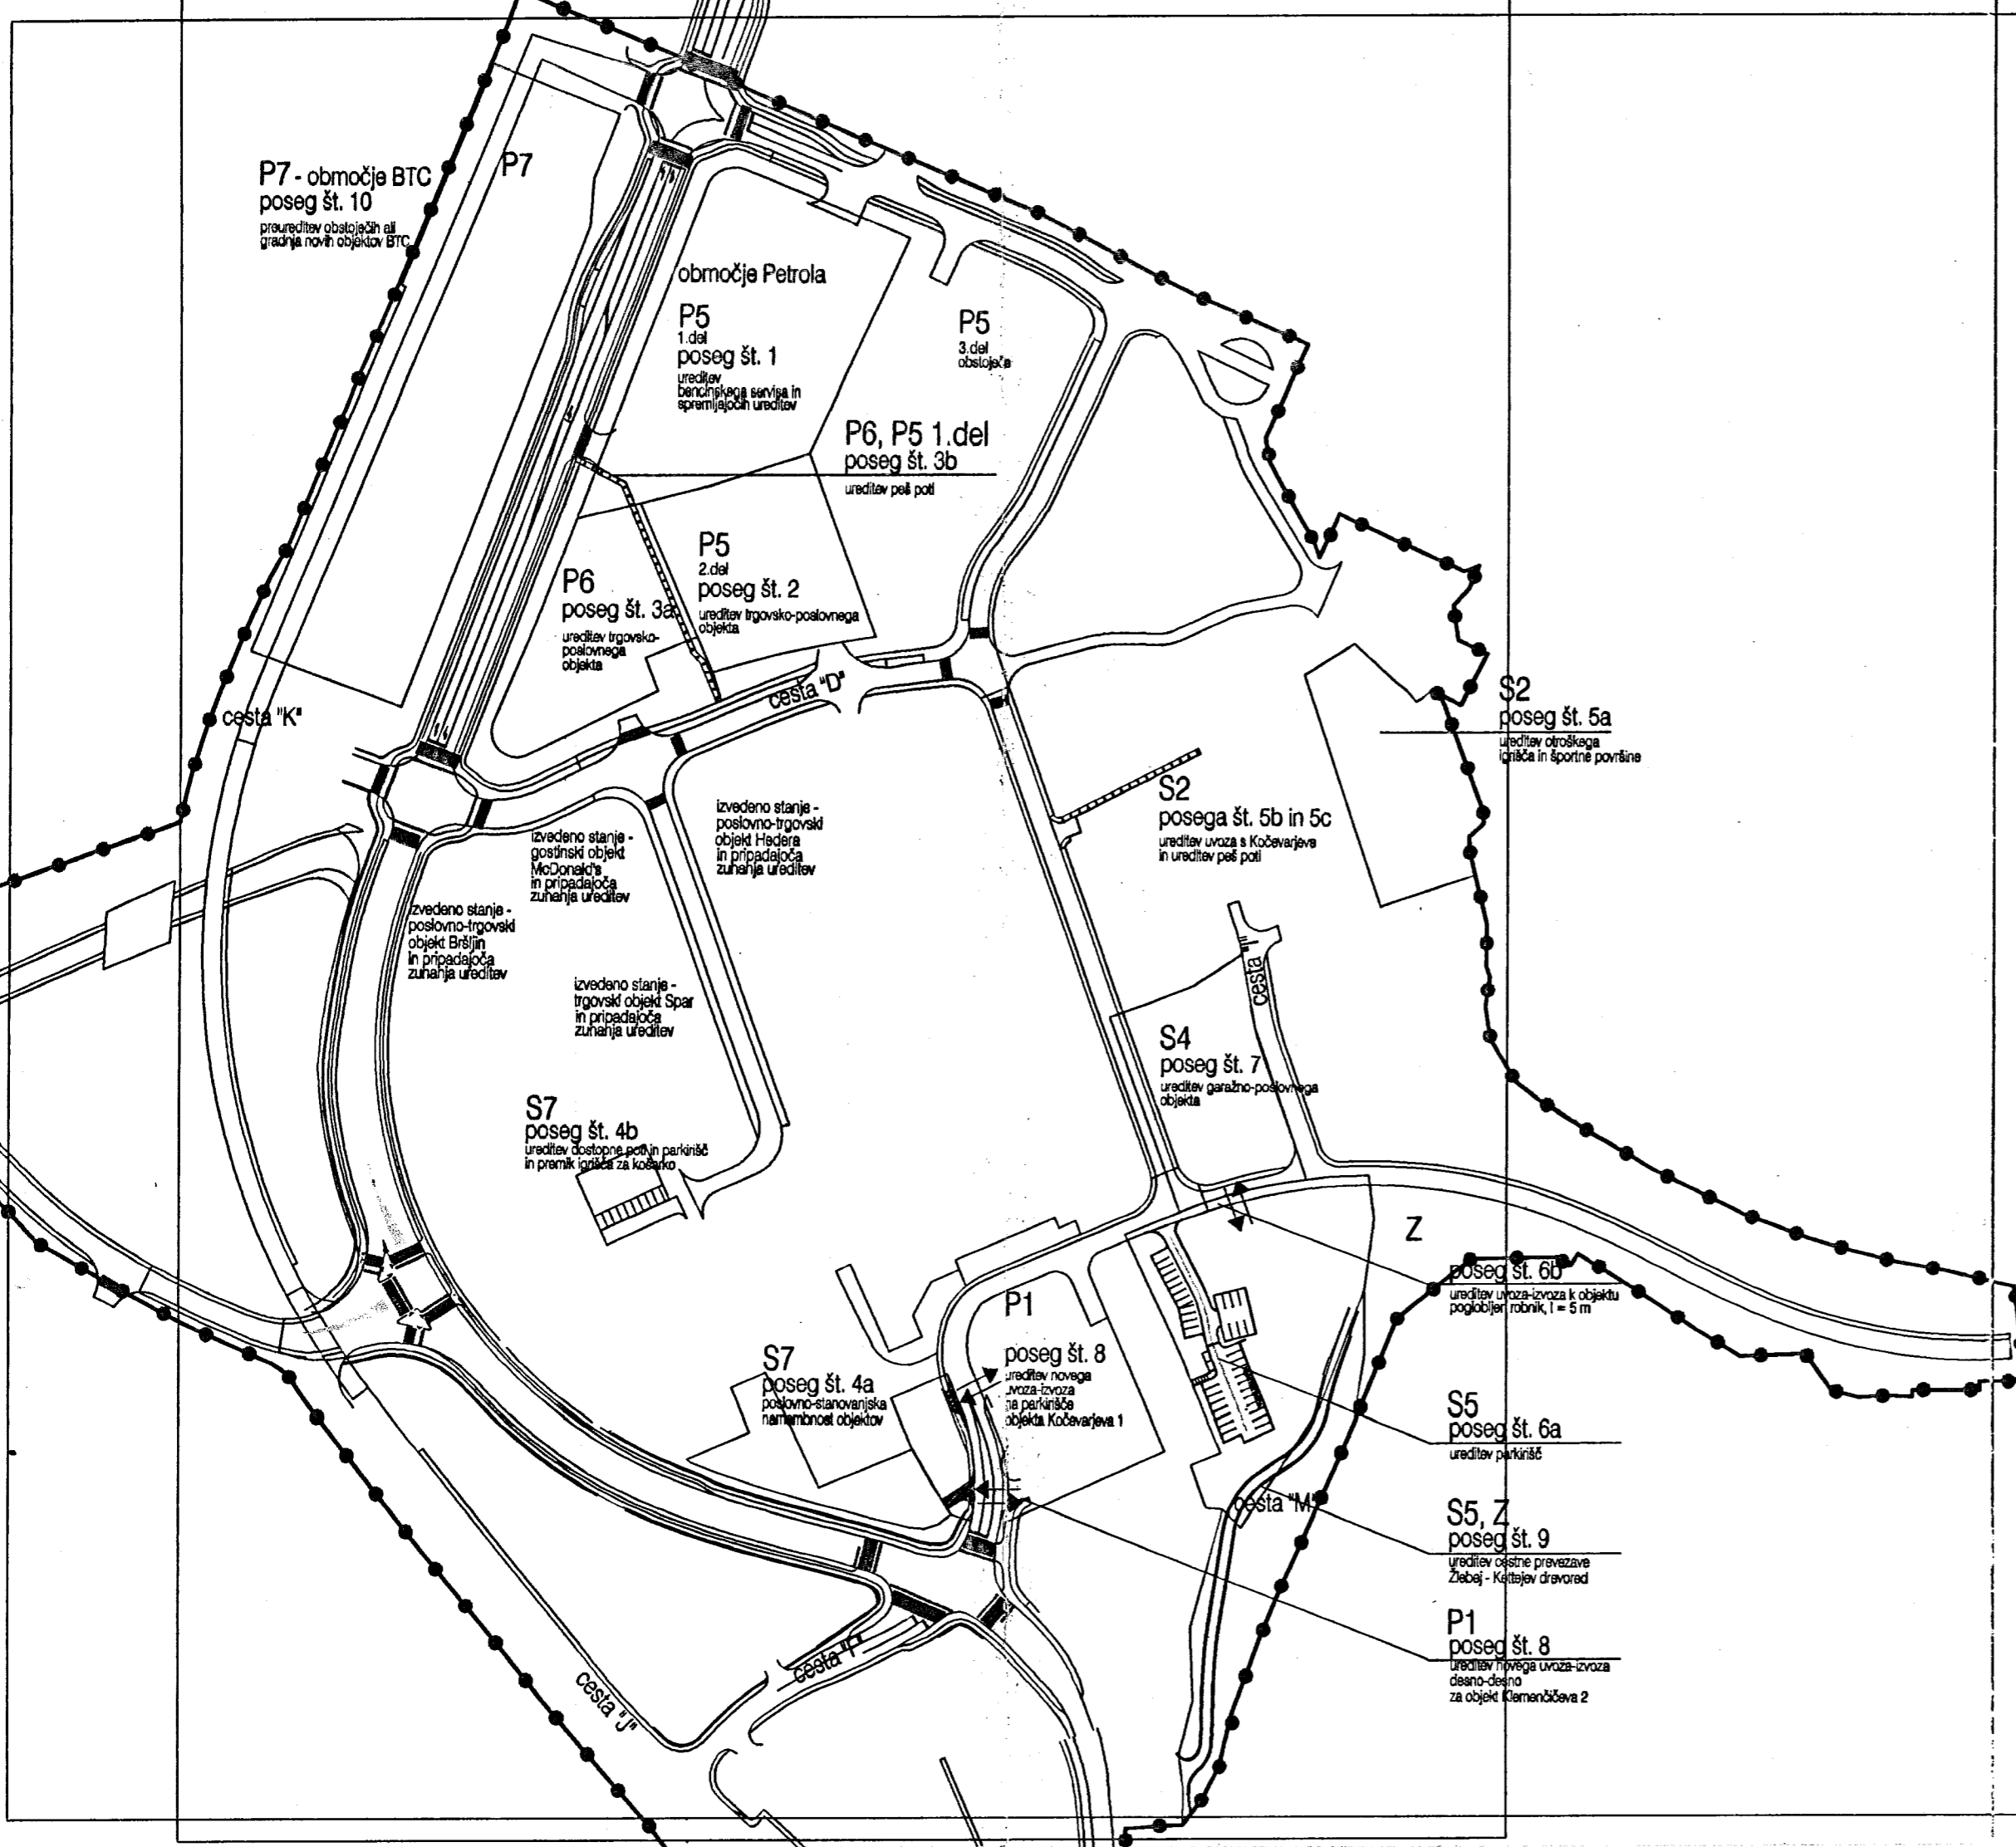 P7 - območje BTC
poseg št. 10
preureditev obstoječih ali
gradnja novih objektov BTC
P7
območje Petrola
P5
1.del
poseg št. 1
ureditev
bencinskega servisa in
spremljajočih ureditev
P5
3.del
obstoječa
P6, P5 1.del
poseg št. 3b
ureditev peš poti
P5
2.del
poseg št. 2
ureditev trgovsko-poslovnega
objekta
P6
poseg št. 3a
ureditev trgovsko-
poslovnega
objekta
cesta "D"
cesta "K"
S2
poseg št. 5a
ureditev otroškega
igrišča in športne površine
S2
posega št. 5b in 5c
ureditev uvoza s Kočevarjeve
in ureditev peš poti
izvedeno stanje -
poslovno-trgovski
objekt Hedera
in pripadajoča
zunanja ureditev
izvedeno stanje -
gostinski objekt
McDonald's
in pripadajoča
zunanja ureditev
izvedeno stanje -
poslovno-trgovski
objekt Bršljin
in pripadajoča
zunanja ureditev
izvedeno stanje -
trgovski objekt Spar
in pripadajoča
zunanja ureditev
cesta
S4
poseg št. 7
ureditev garažno-poslovnega
objekta
S7
poseg št. 4b
ureditev dostopne poti in parkirišč
in premik igrišča za košarko
Z
poseg št. 6b
ureditev uvoza-izvoza k objektu
poglobljen robnik, l = 5 m
P1
poseg št. 8
ureditev novega
uvoza-izvoza
na parkirišče
objekta Kočevarjeva 1
S7
poseg št. 4a
poslovno-stanovanjska
namembnost objektov
S5
poseg št. 6a
ureditev parkirišč
cesta "M"
S5, Z
poseg št. 9
ureditev cestne prevezave
Žlebej - Kettejev drevored
P1
poseg št. 8
ureditev novega uvoza-izvoza
desno-desno
za objekt Klemenčičeva 2
cesta
cesta "J"